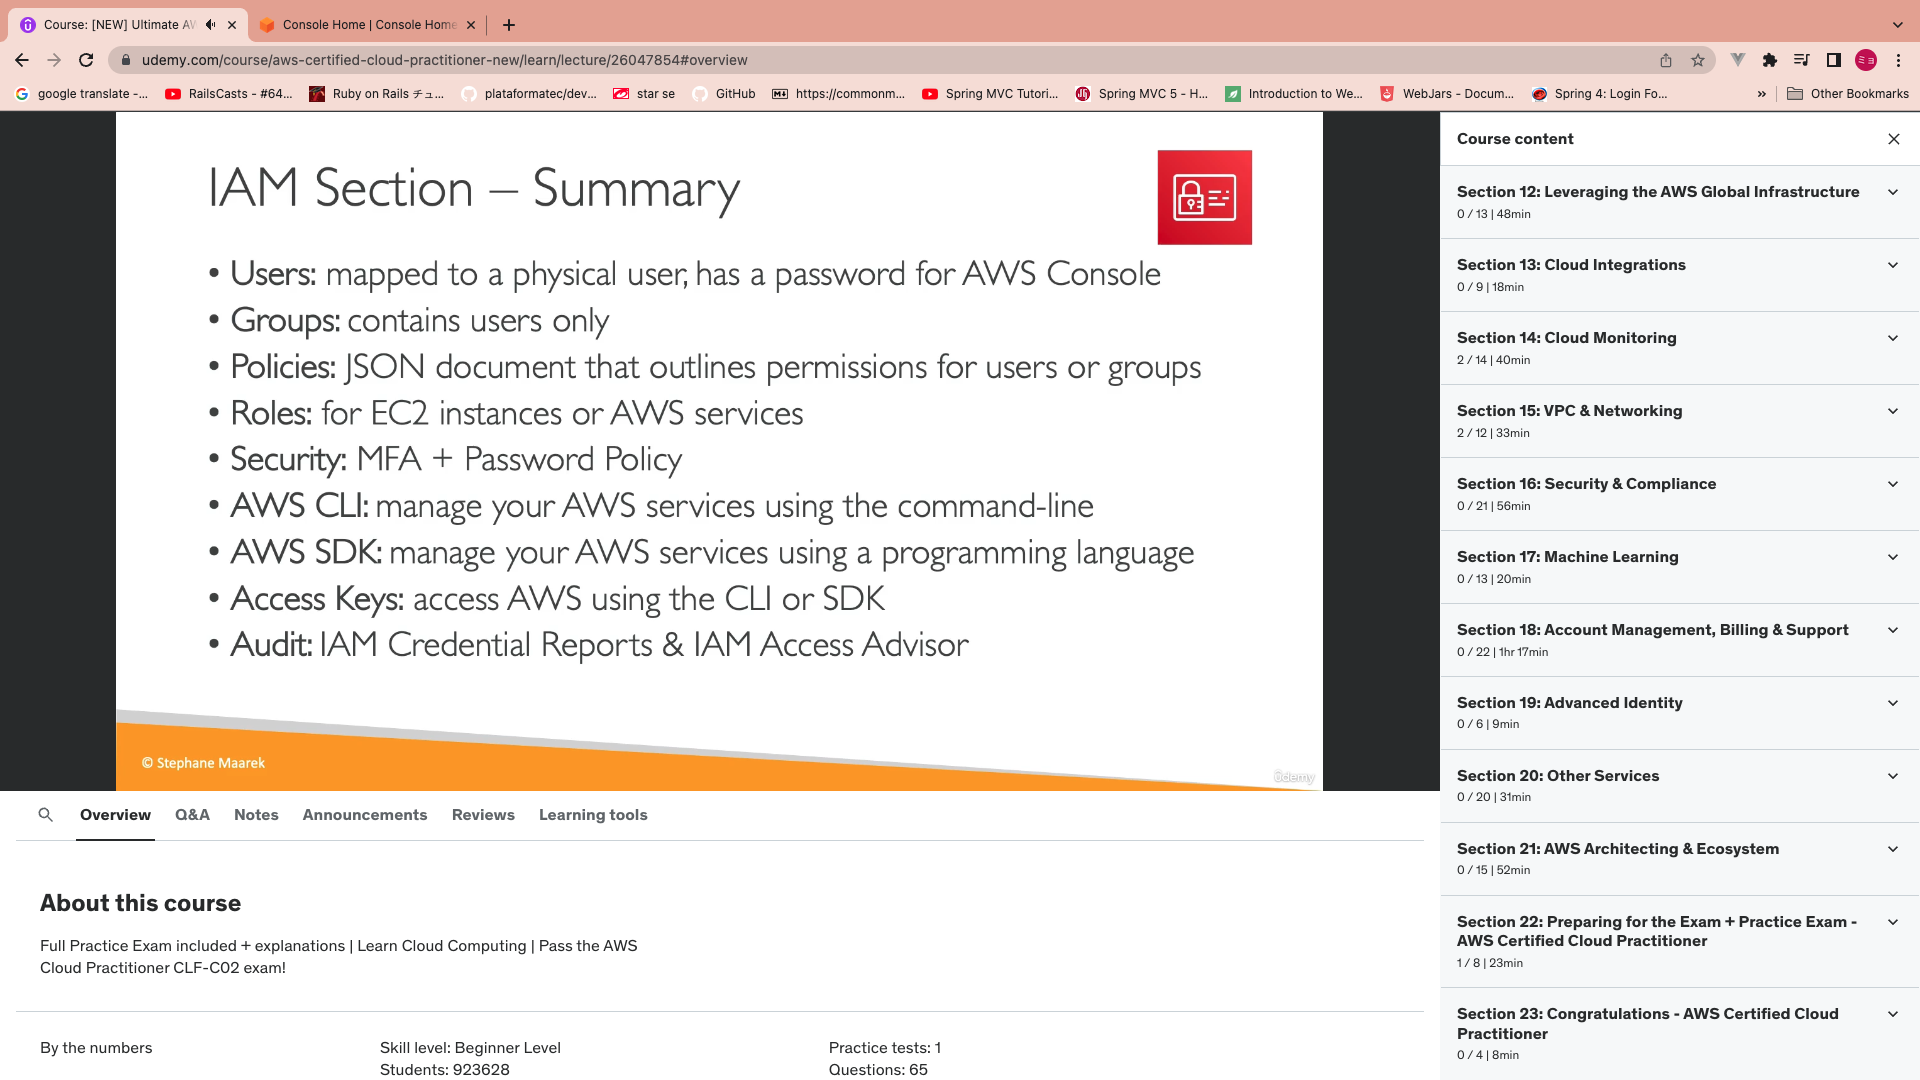 Course: [NEW] Ultimate AW
Console Home | Console Home
udemy.com/course/aws-certified-cloud-practitioner-new/learn/lecture/26047854#overview
google translate -...
RailsCasts - #64...
Ruby on Rails チュ...
plataformatec/dev...
star se
GitHub
https://commonm...
Spring MVC Tutori...
Spring MVC 5 - H...
Introduction to We...
WebJars - Docum...
Spring 4: Login Fo...
»
Other Bookmarks
IAM Section – Summary
• Users: mapped to a physical user, has a password for AWS Console
• Groups: contains users only
• Policies: JSON document that outlines permissions for users or groups
• Roles: for EC2 instances or AWS services
• Security: MFA + Password Policy
• AWS CLI: manage your AWS services using the command-line
• AWS SDK: manage your AWS services using a programming language
• Access Keys: access AWS using the CLI or SDK
• Audit: IAM Credential Reports & IAM Access Advisor
© Stephane Maarek
ûdemy
Overview
Q&A
Notes
Announcements
Reviews
Learning tools
About this course
Full Practice Exam included + explanations | Learn Cloud Computing | Pass the AWS
Cloud Practitioner CLF-C02 exam!
By the numbers
Skill level: Beginner Level
Students: 923628
Practice tests: 1
Questions: 65
Course content
Section 12: Leveraging the AWS Global Infrastructure
0 / 13 | 48min
Section 13: Cloud Integrations
0 / 9 | 18min
Section 14: Cloud Monitoring
2 / 14 | 40min
Section 15: VPC & Networking
2 / 12 | 33min
Section 16: Security & Compliance
0 / 21 | 56min
Section 17: Machine Learning
0 / 13 | 20min
Section 18: Account Management, Billing & Support
0 / 22 | 1hr 17min
Section 19: Advanced Identity
0 / 6 | 9min
Section 20: Other Services
0 / 20 | 31min
Section 21: AWS Architecting & Ecosystem
0 / 15 | 52min
Section 22: Preparing for the Exam + Practice Exam -
AWS Certified Cloud Practitioner
1 / 8 | 23min
Section 23: Congratulations - AWS Certified Cloud
Practitioner
0 / 4 | 8min